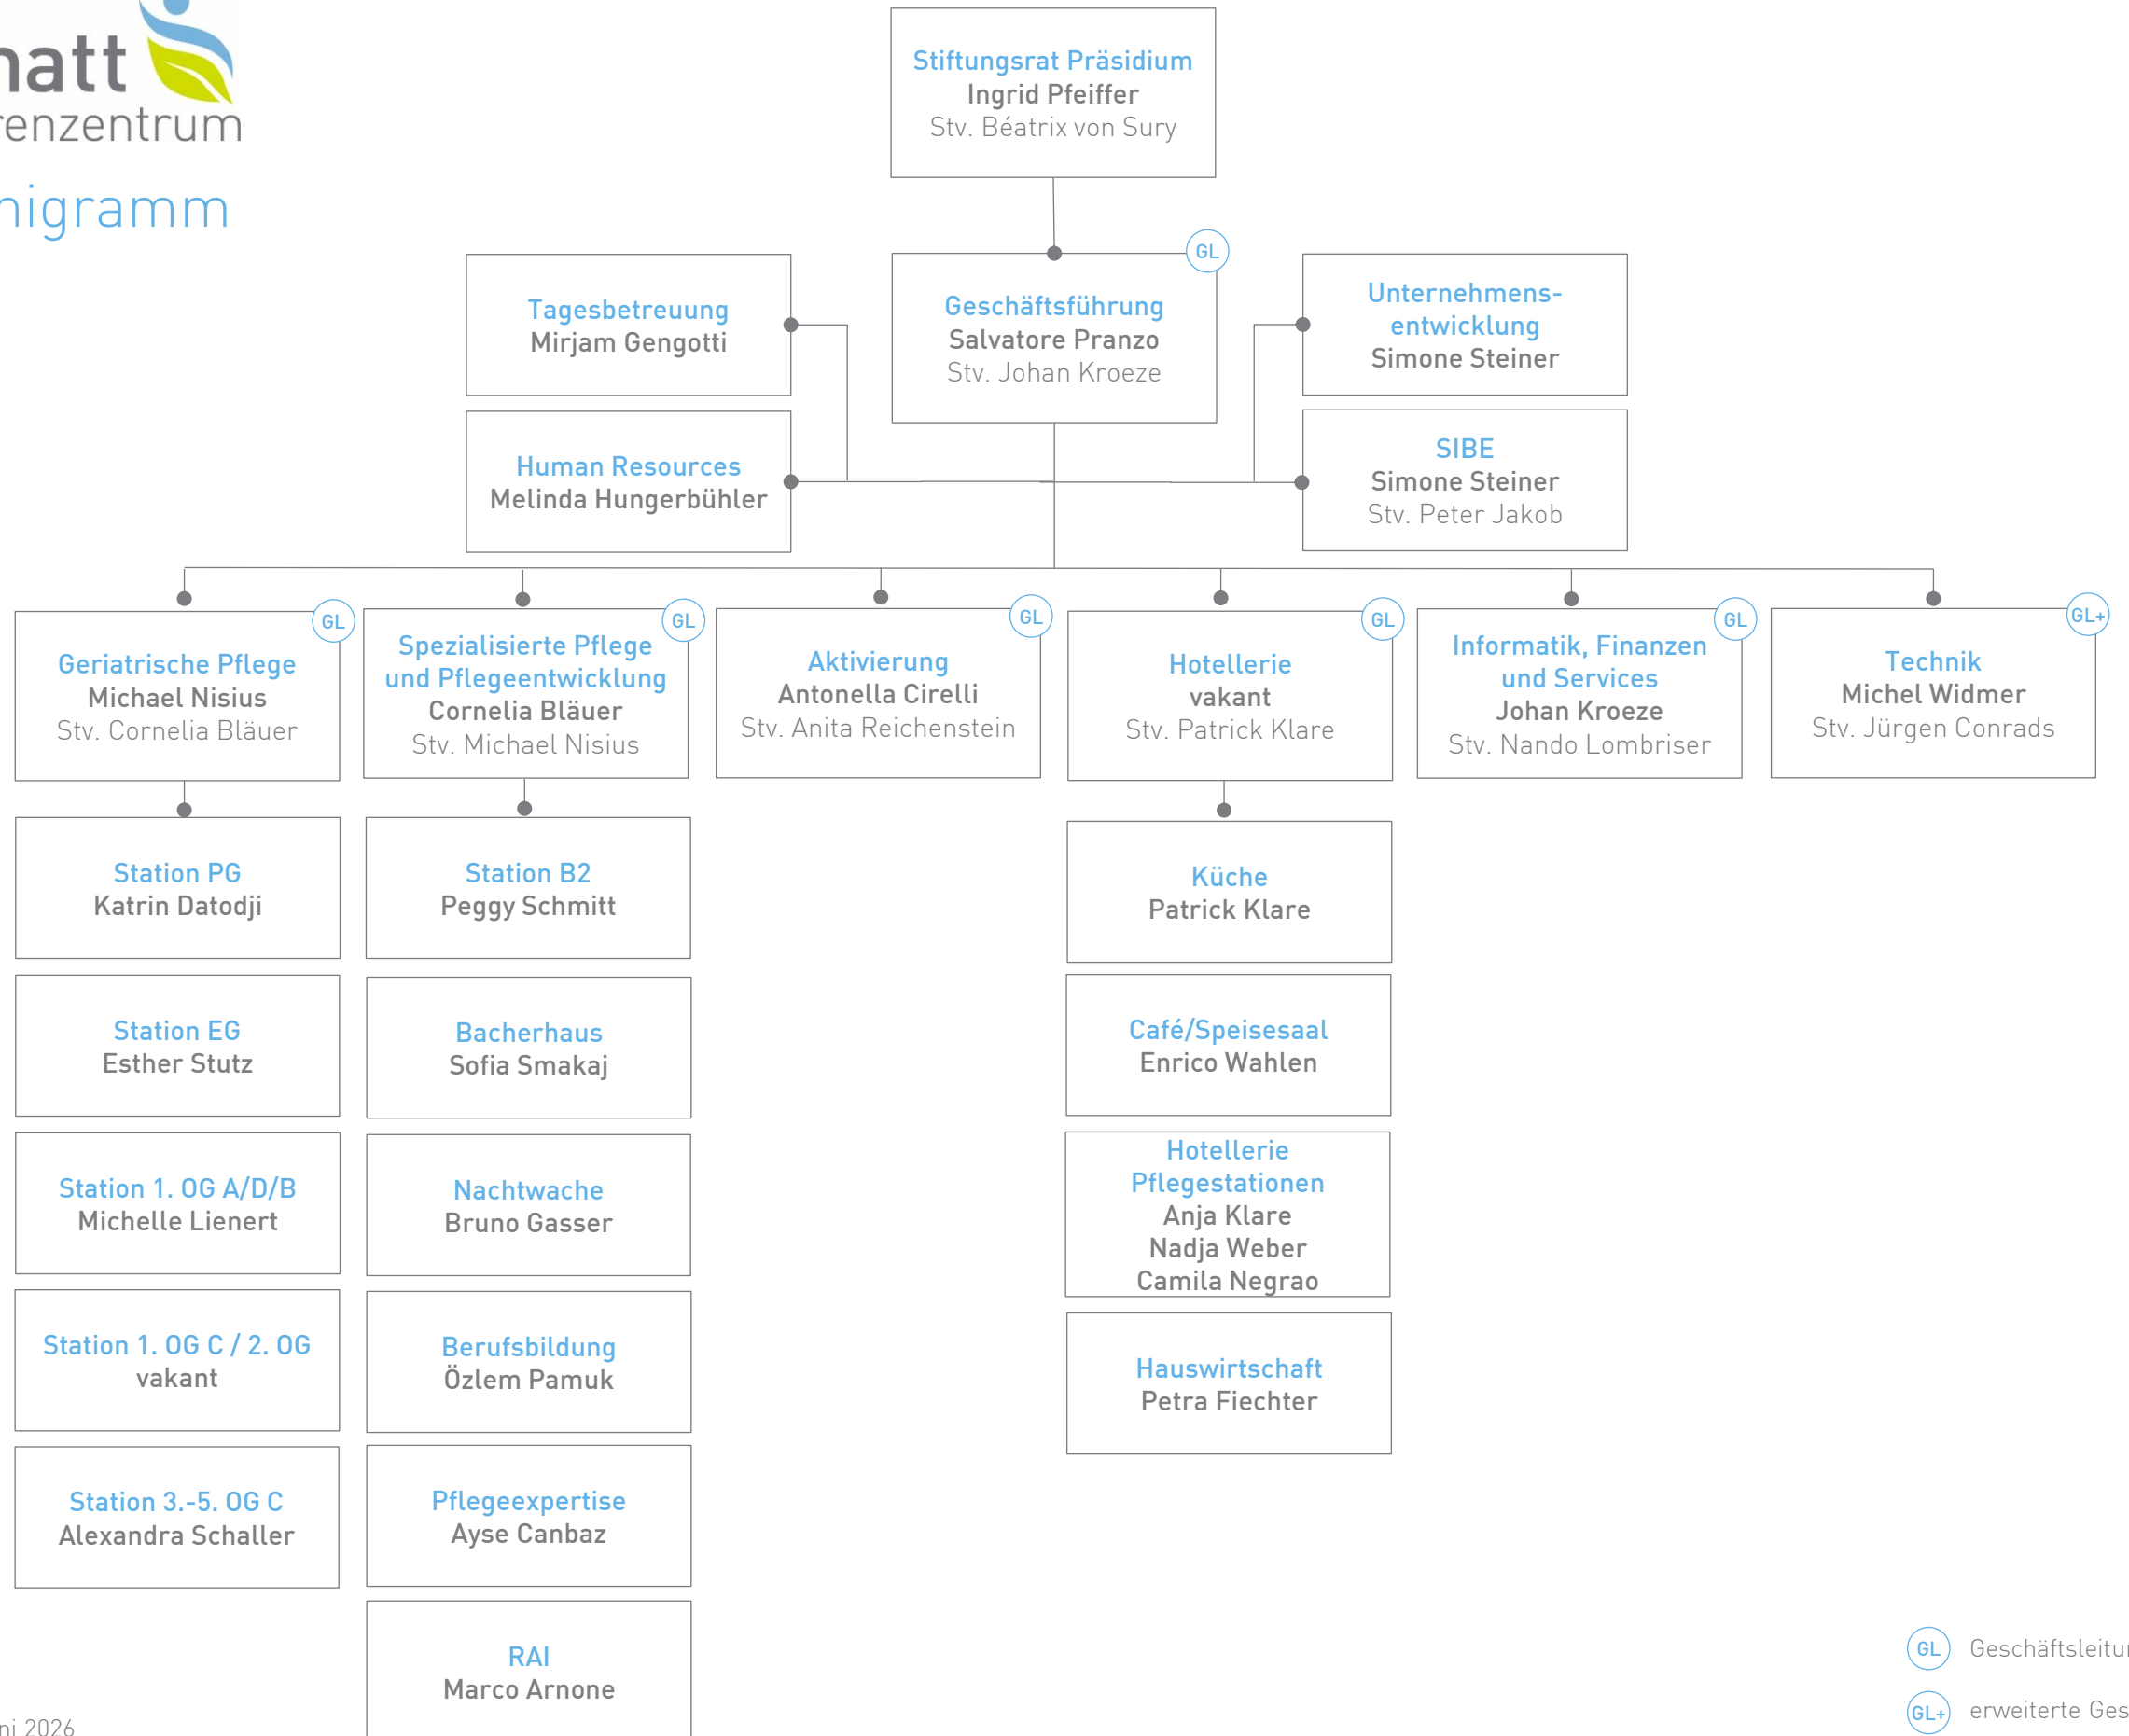 Stiftungsrat Präsidium
Ingrid Pfeiffer
Stv. Béatrix von Sury
GL
Geschäftsführung
Salvatore Pranzo
Stv. Johan Kroeze
Tagesbetreuung
Mirjam Gengotti
Human Resources
Melinda Hungerbühler
Unternehmens-
entwicklung
Simone Steiner
SIBE
Simone Steiner
Stv. Peter Jakob
GL
Geriatrische Pflege
Michael Nisius
Stv. Cornelia Bläuer
GL
Spezialisierte Pflege
und Pflegeentwicklung
Cornelia Bläuer
Stv. Michael Nisius
GL
Aktivierung
Antonella Cirelli
Stv. Anita Reichenstein
GL
Hotellerie
vakant
Stv. Patrick Klare
GL
Informatik, Finanzen
und Services
Johan Kroeze
Stv. Nando Lombriser
GL+
Technik
Michel Widmer
Stv. Jürgen Conrads
Station PG
Katrin Datodji
Station EG
Esther Stutz
Station 1. OG A/D/B
Michelle Lienert
Station 1. OG C / 2. OG
vakant
Station 3.-5. OG C
Alexandra Schaller
Station B2
Peggy Schmitt
Bacherhaus
Sofia Smakaj
Nachtwache
Bruno Gasser
Berufsbildung
Özlem Pamuk
Pflegeexpertise
Ayse Canbaz
RAI
Marco Arnone
Küche
Patrick Klare
Café/Speisesaal
Enrico Wahlen
Hotellerie
Pflegestationen
Anja Klare
Nadja Weber
Camila Negrao
Hauswirtschaft
Petra Fiechter
GL
GL+ erweiterte
2026